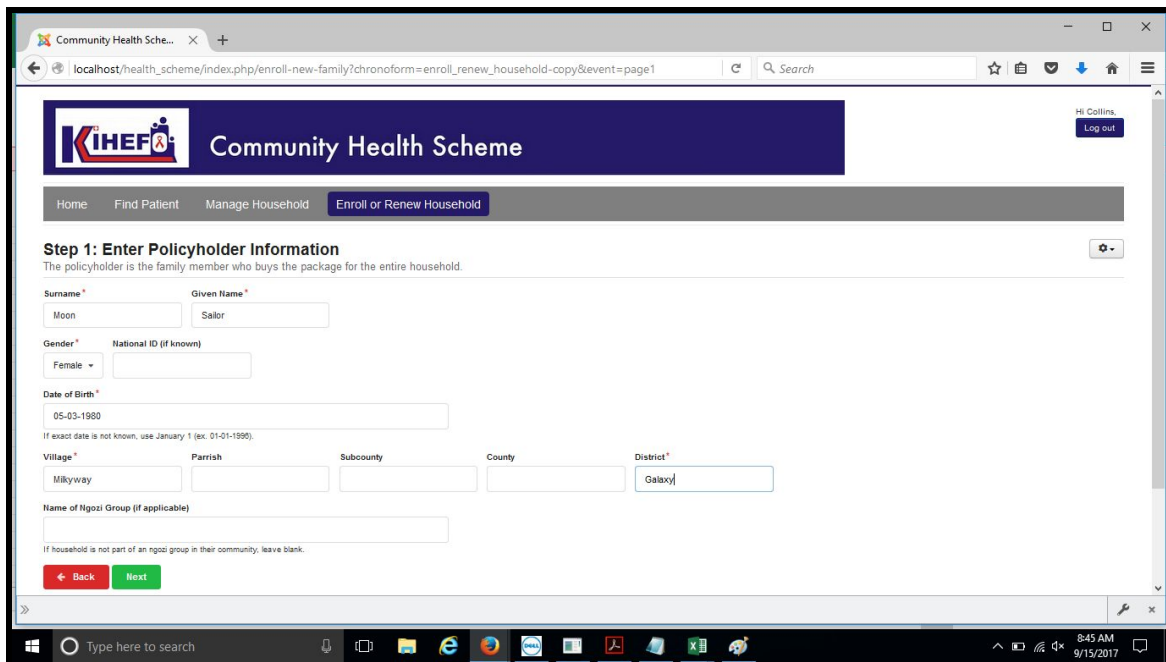 Community Health Sche...
localhost/health_scheme/index.php/enroll-new-family?chronoform=enroll_renew_household-copy&event=page1
Search
Hi Collins,
Log out
KIHEFO
Community Health Scheme
Home Find Patient Manage Household Enroll or Renew Household
Step 1: Enter Policyholder Information
The policyholder is the family member who buys the package for the entire household.
Surname* Given Name*
Moon Sailor
Gender* National ID (if known)
Female
Date of Birth*
05-03-1980
If exact date is not known, use January 1 (ex. 01-01-1996).
Village* Parrish Subcounty County District*
Milkyway Galaxy
Name of Ngozi Group (if applicable)
If household is not part of an ngozi group in their community, leave blank.
Back Next
Type here to search
DELL
8:45 AM
9/15/2017